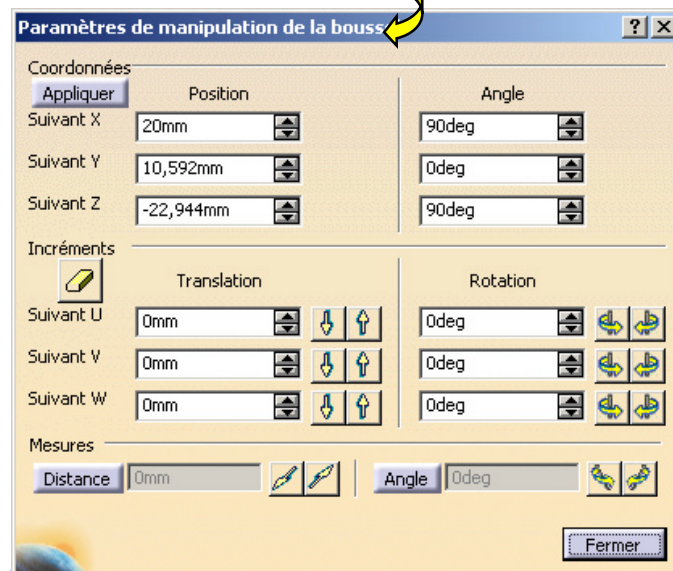 Paramètres de manipulation de la bouss
Coordonnées
Appliquer Position Angle
Suivant X 20mm 90deg
Suivant Y 10,592mm 0deg
Suivant Z -22,944mm 90deg
Incréments
Translation Rotation
Suivant U 0mm 0deg
Suivant V 0mm 0deg
Suivant W 0mm 0deg
Mesures
Distance 0mm Angle 0deg
Fermer